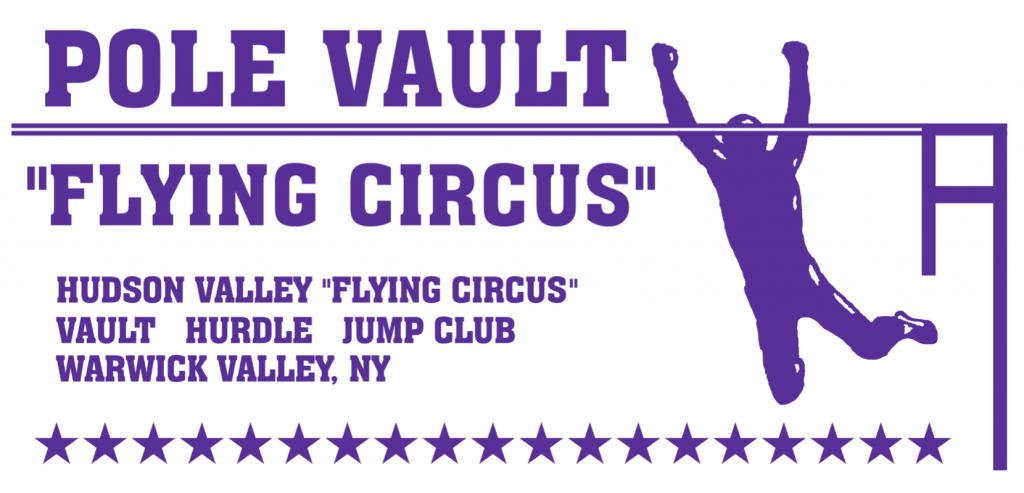 POLE VAULT
"FLYING CIRCUS"
HUDSON VALLEY "FLYING CIRCUS"
VAULT HURDLE JUMP CLUB
WARWICK VALLEY, NY